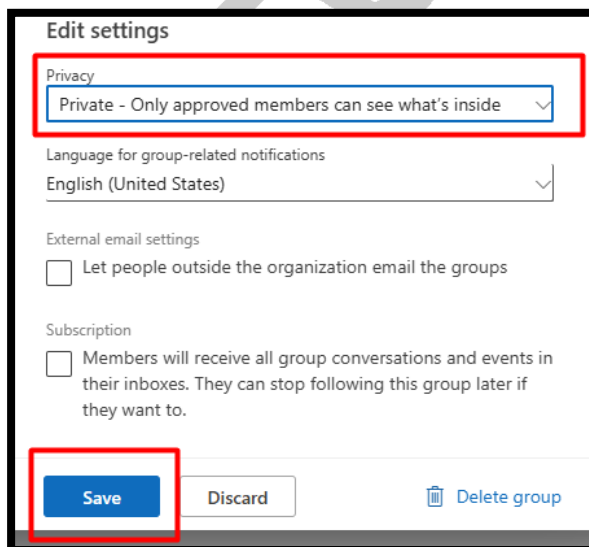 Edit settings
Privacy
Private - Only approved members can see what's inside
Language for group-related notifications
English (United States)
External email settings
Let people outside the organization email the groups
Subscription
Members will receive all group conversations and events in
their inboxes. They can stop following this group later if
they want to.
Save
Discard
Delete group